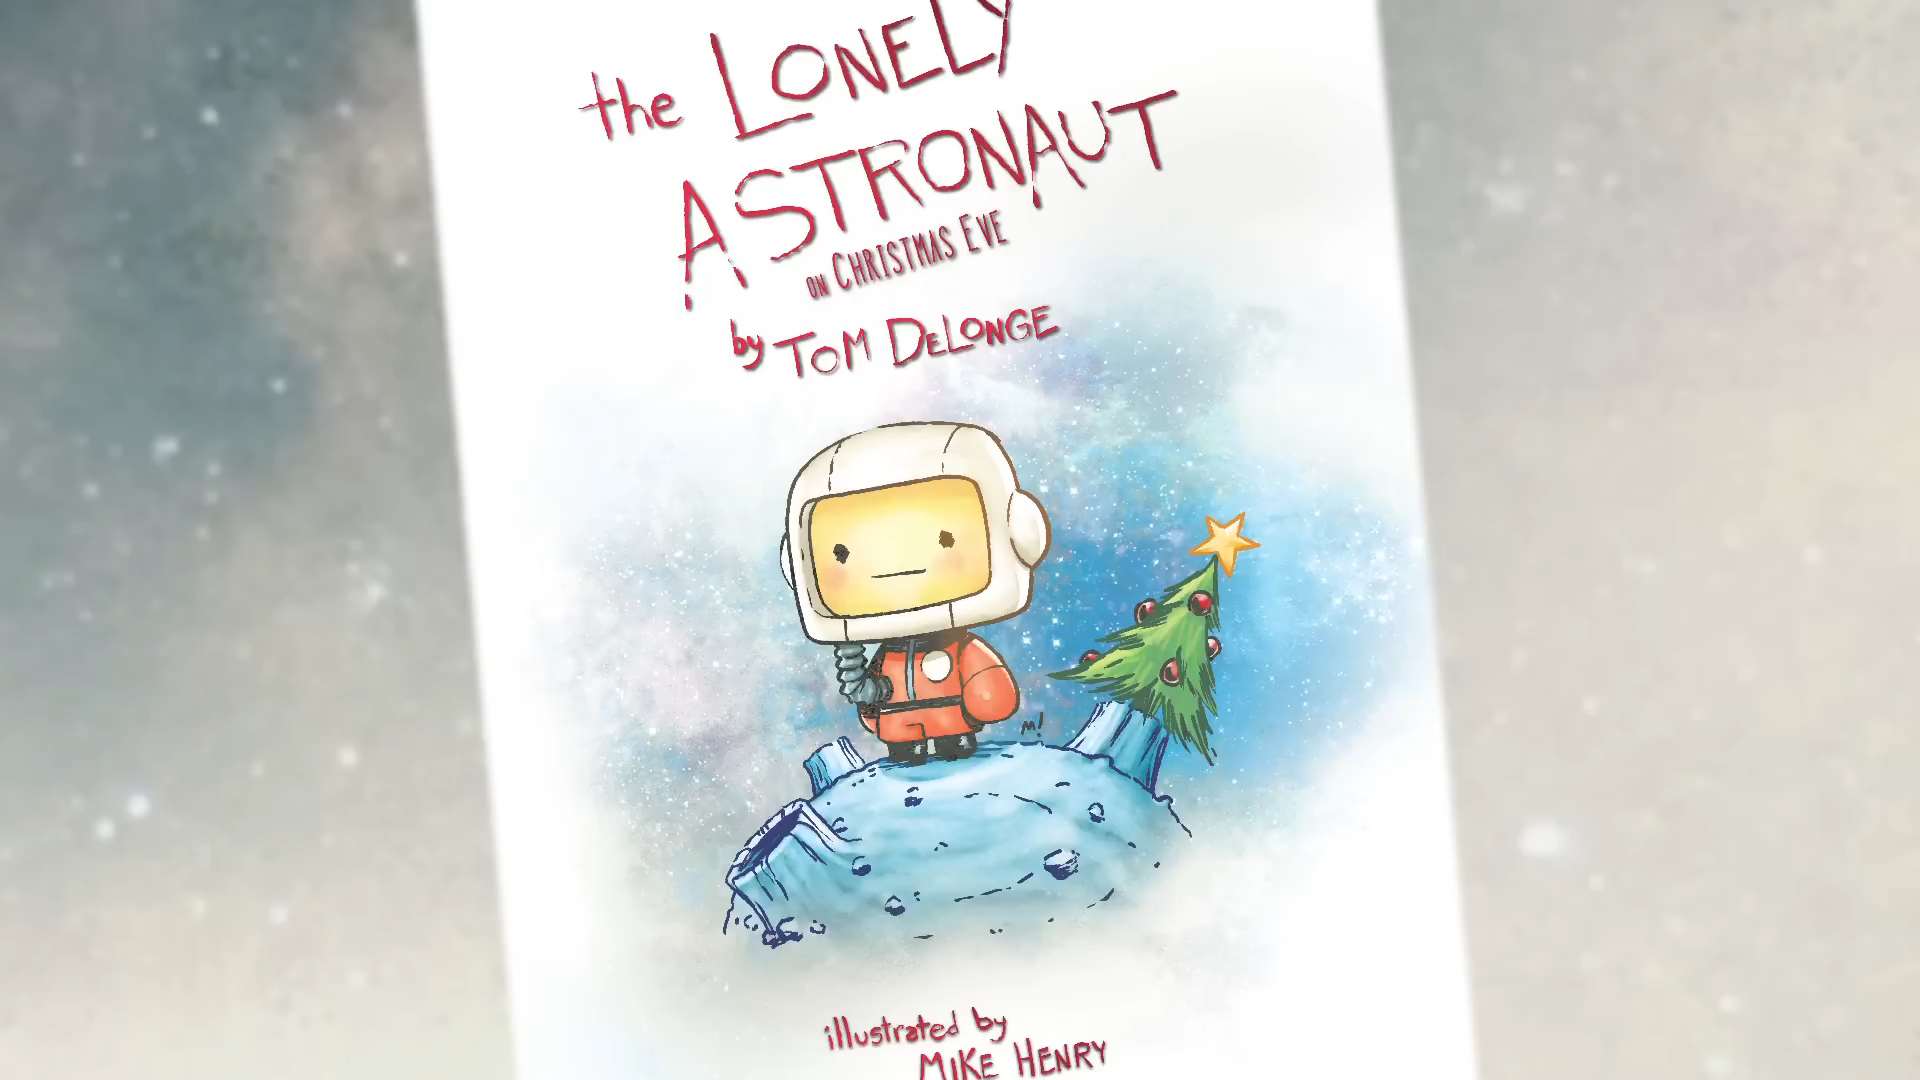 the LONELY
ASTRONAUT
ON CHRISTMAS EVE
by TOM DELONGE
M!
illustrated by
MIKE HENRY